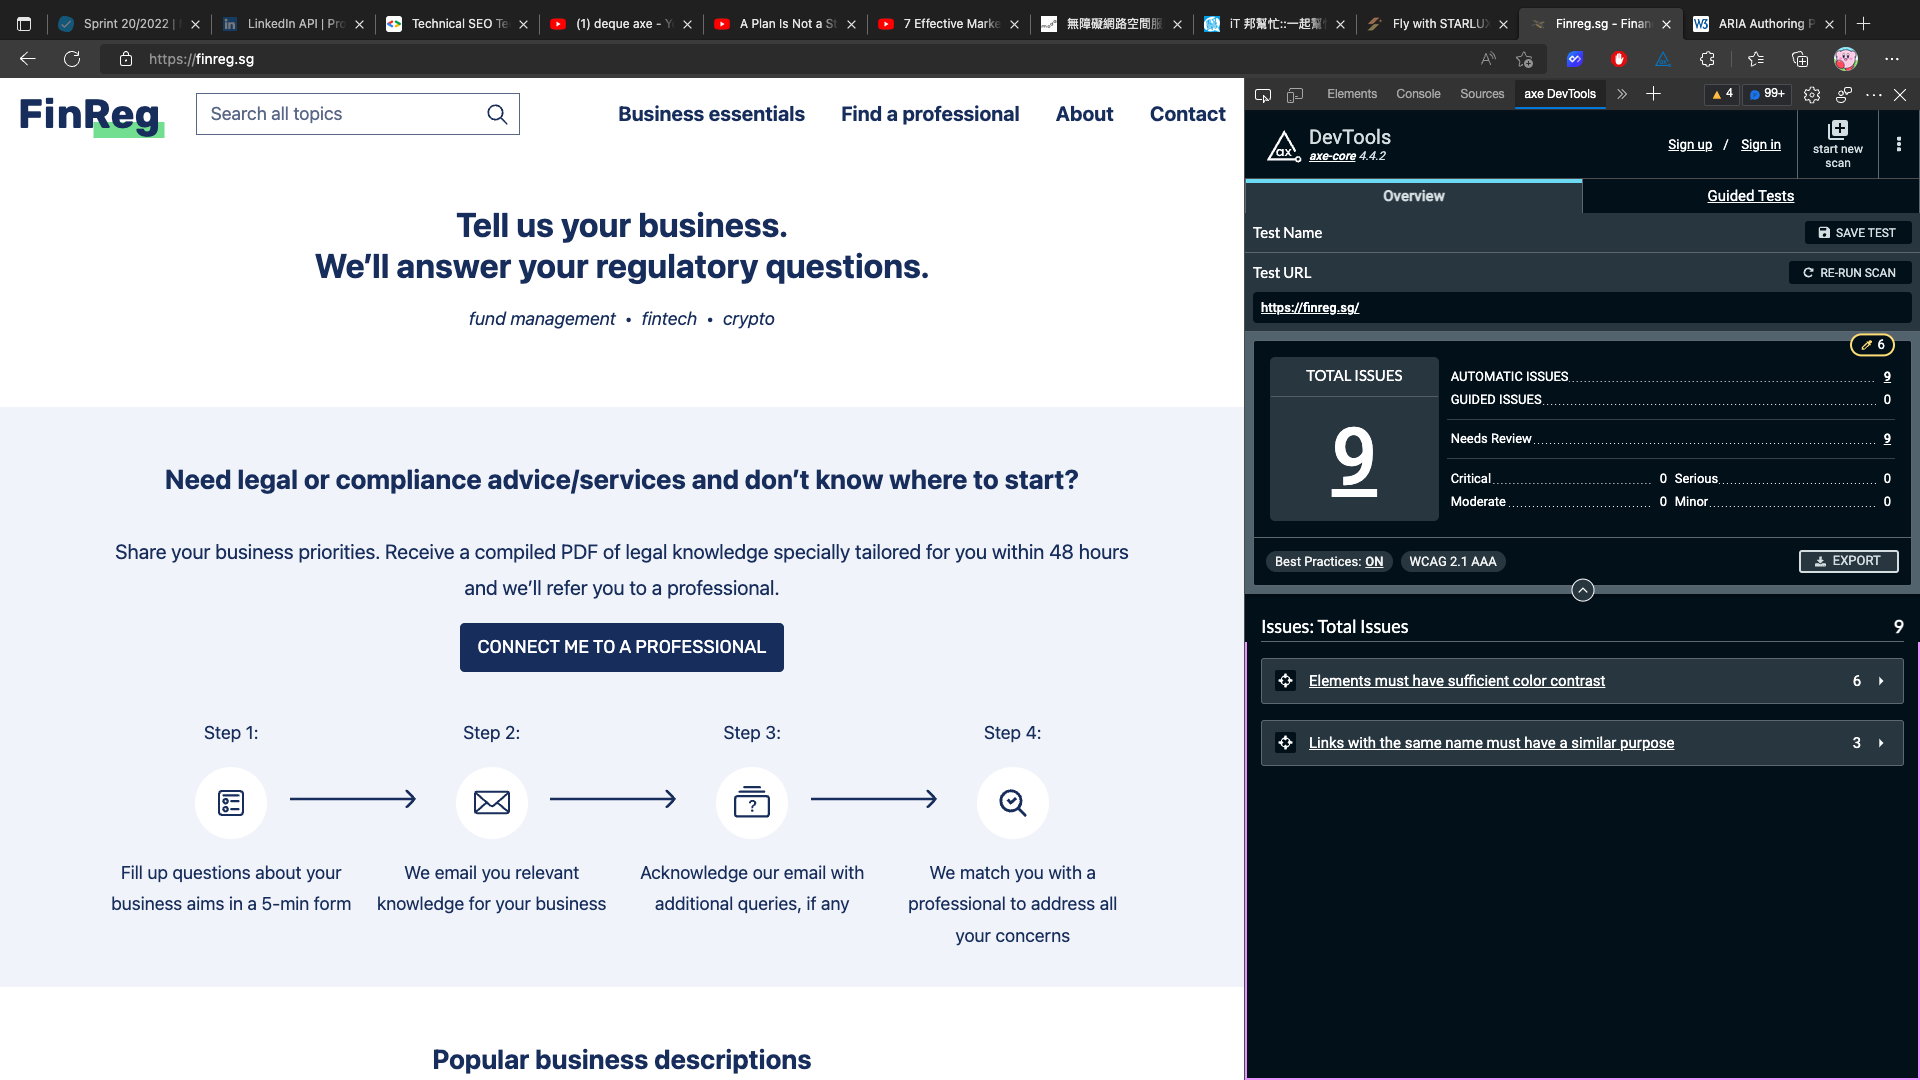 Sprint 20/2022 |
LinkedIn API | Pro
Technical SEO Te
(1) deque axe - Y
A Plan Is Not a St
7 Effective Marke
無障礙網路空間服
iT 邦幫忙::一起幫
Fly with STARLUX
Finreg.sg - Finan
ARIA Authoring P
https://finreg.sg
FinReg
Search all topics
Business essentials
Find a professional
About
Contact
Tell us your business.
We’ll answer your regulatory questions.
fund management • fintech • crypto
Need legal or compliance advice/services and don’t know where to start?
Share your business priorities. Receive a compiled PDF of legal knowledge specially tailored for you within 48 hours
and we’ll refer you to a professional.
CONNECT ME TO A PROFESSIONAL
Step 1:
Step 2:
Step 3:
Step 4:
Fill up questions about your
business aims in a 5-min form
We email you relevant
knowledge for your business
Acknowledge our email with
additional queries, if any
We match you with a
professional to address all
your concerns
Popular business descriptions
Elements
Console
Sources
axe DevTools
4
99+
ax
DevTools
axe-core 4.4.2
Sign up / Sign in
start new
scan
Overview
Guided Tests
Test Name
SAVE TEST
Test URL
RE-RUN SCAN
https://finreg.sg/
6
TOTAL ISSUES
9
AUTOMATIC ISSUES 9
GUIDED ISSUES 0
Needs Review 9
Critical 0 Serious 0
Moderate 0 Minor 0
Best Practices: ON
WCAG 2.1 AAA
EXPORT
Issues: Total Issues 9
Elements must have sufficient color contrast 6
Links with the same name must have a similar purpose 3